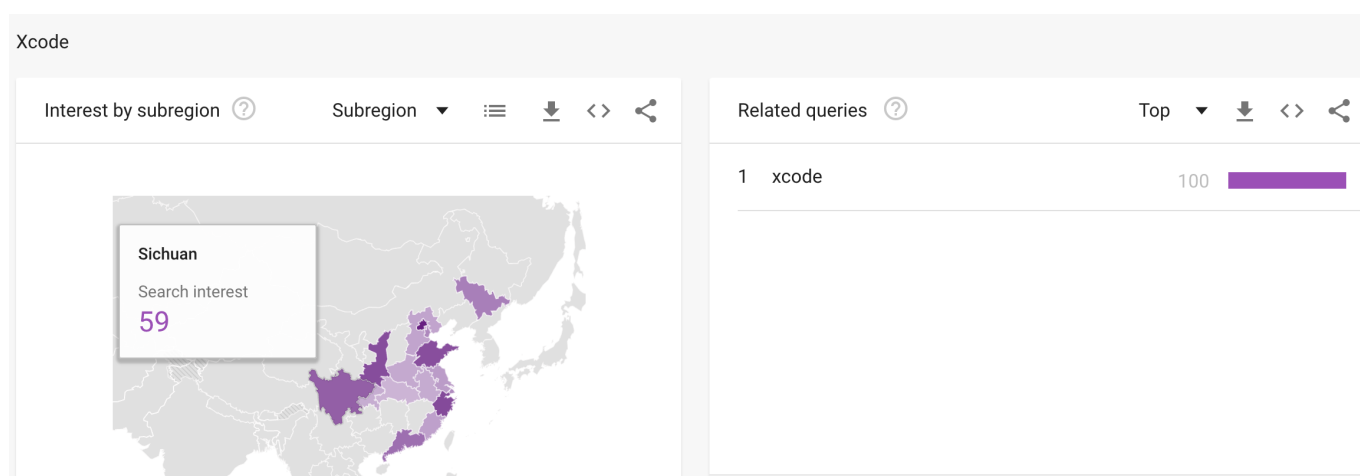 Xcode
Interest by subregion ? Subregion
Sichuan
Search interest
59
Related queries ? Top
1 xcode 100